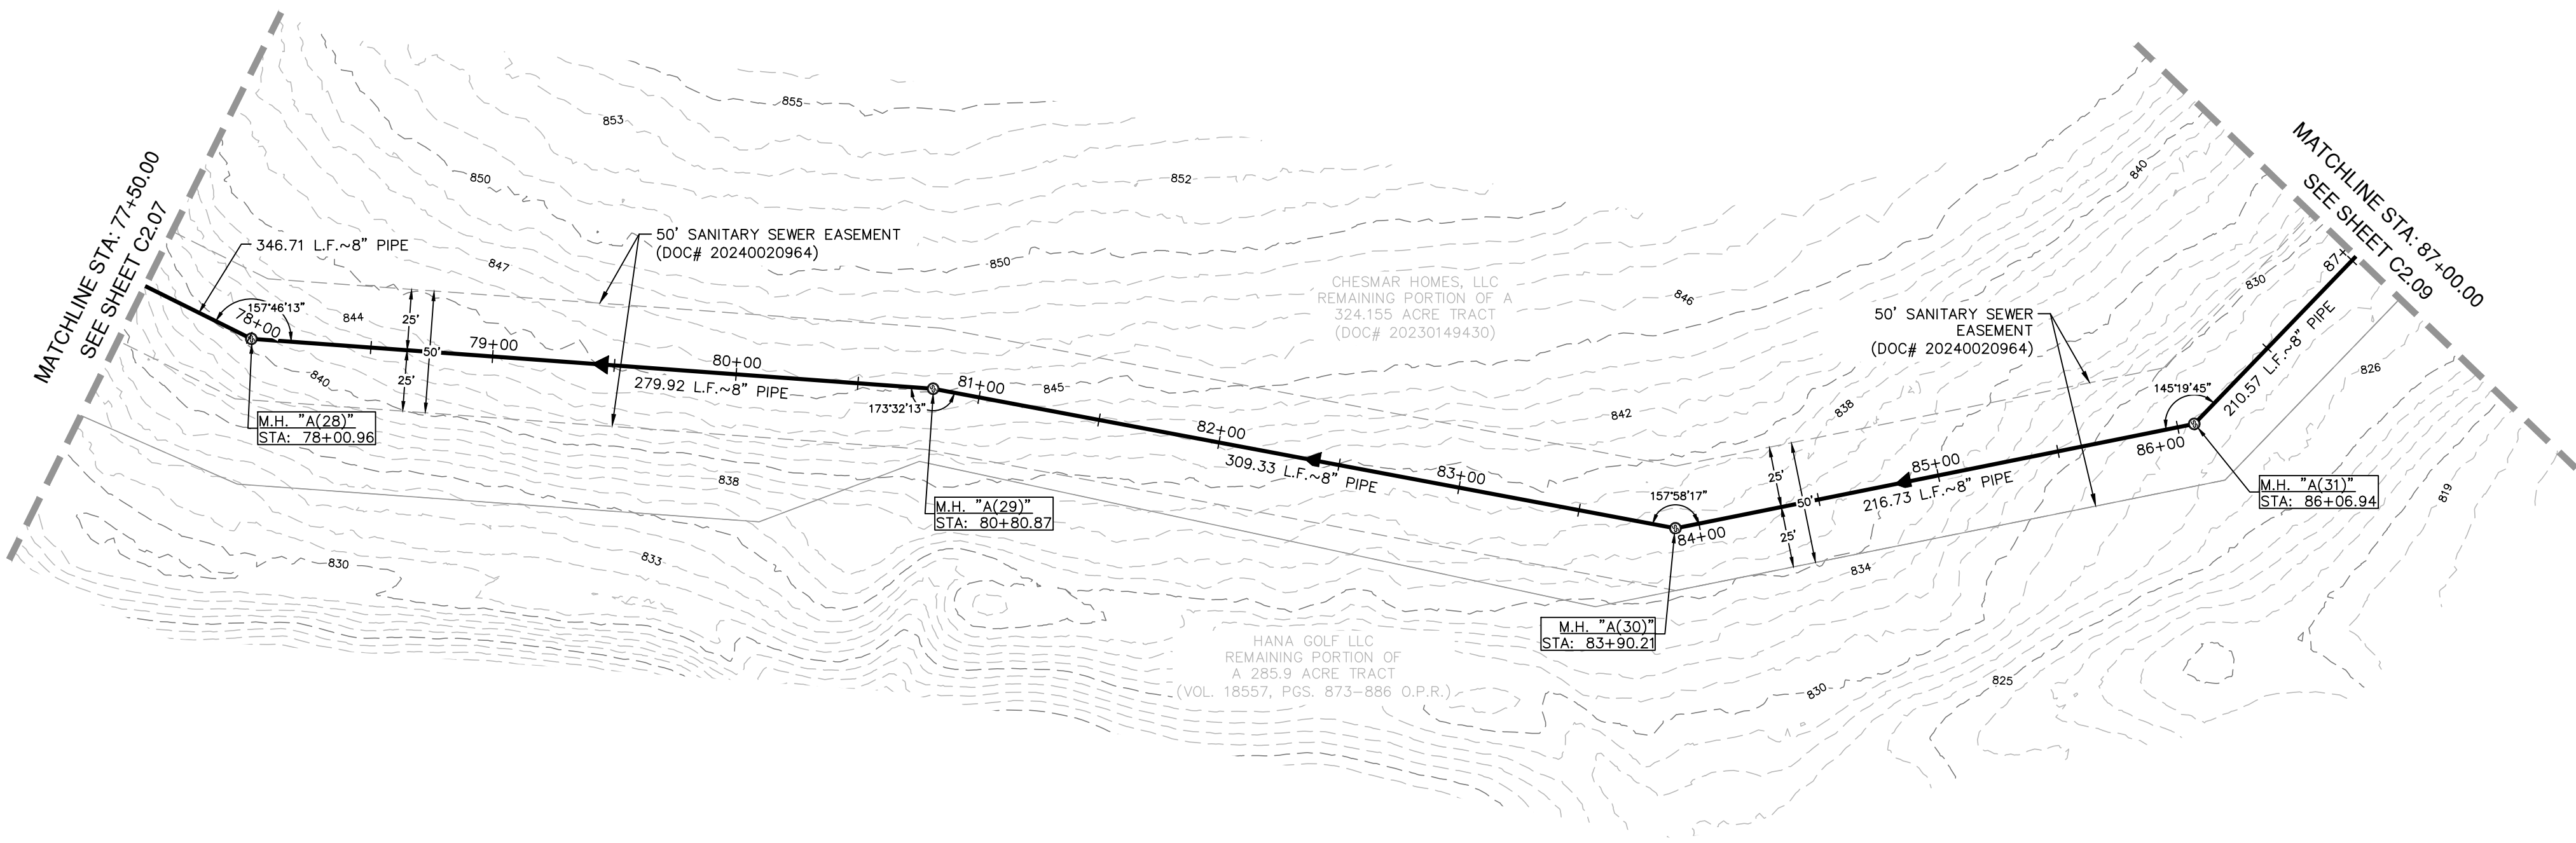 MATCHLINE STA: 77+50.00
SEE SHEET C2.07
346.71 L.F.~8" PIPE
157°46'13"
78+00
M.H. "A(28)"
STA: 78+00.96
25'
50'
25'
79+00
50' SANITARY SEWER EASEMENT
(DOC# 20240020964)
80+00
279.92 L.F.~8" PIPE
173°32'13"
81+00
M.H. "A(29)"
STA: 80+80.87
82+00
309.33 L.F.~8" PIPE
83+00
CHESMAR HOMES, LLC
REMAINING PORTION OF A
324.155 ACRE TRACT
(DOC# 20230149430)
HANA GOLF LLC
REMAINING PORTION OF
A 285.9 ACRE TRACT
(VOL. 18557, PGS. 873-886 O.P.R.)
157°58'17"
84+00
M.H. "A(30)"
STA: 83+90.21
25'
50'
25'
85+00
216.73 L.F.~8" PIPE
50' SANITARY SEWER
EASEMENT
(DOC# 20240020964)
86+00
145°19'45"
M.H. "A(31)"
STA: 86+06.94
210.57 L.F.~8" PIPE
87+
MATCHLINE STA: 87+00.00
SEE SHEET C2.09
855
853
850
852
847
850
844
840
845
846
840
842
838
830
826
838
833
830
834
819
830
825